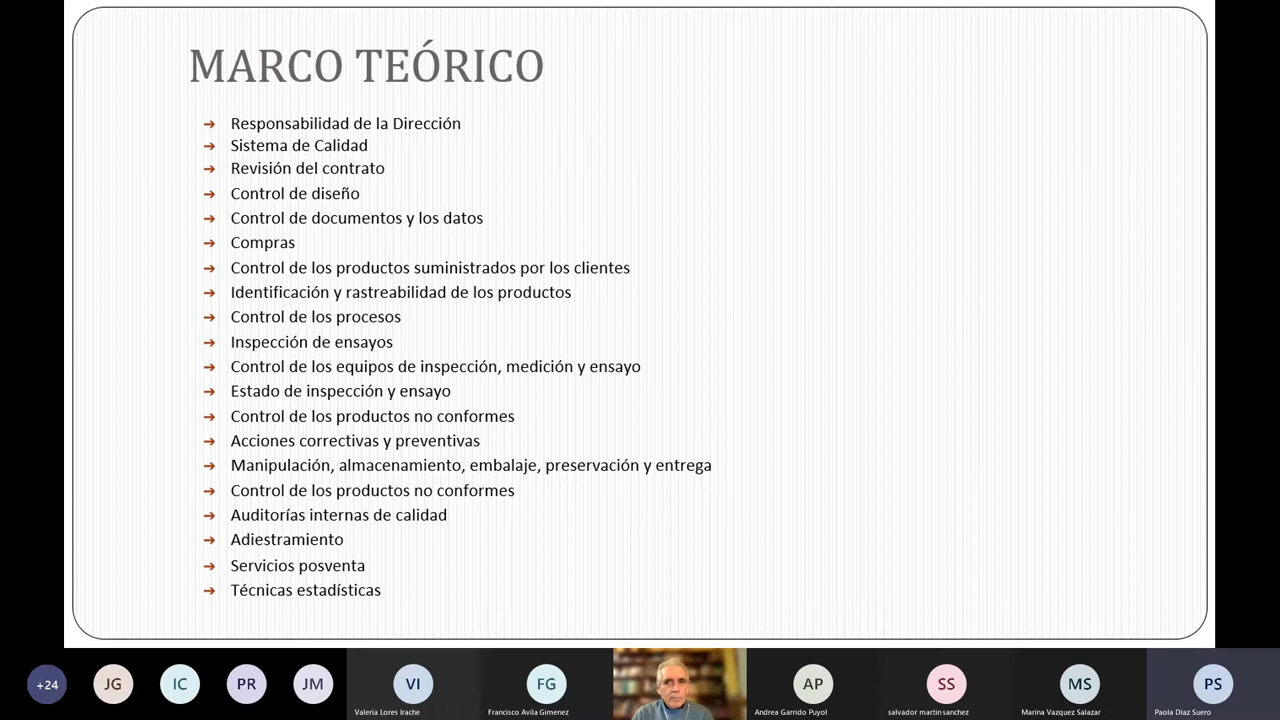 MARCO TEÓRICO
➔ Responsabilidad de la Dirección
➔ Sistema de Calidad
➔ Revisión del contrato
➔ Control de diseño
➔ Control de documentos y los datos
➔ Compras
➔ Control de los productos suministrados por los clientes
➔ Identificación y rastreabilidad de los productos
➔ Control de los procesos
➔ Inspección de ensayos
➔ Control de los equipos de inspección, medición y ensayo
➔ Estado de inspección y ensayo
➔ Control de los productos no conformes
➔ Acciones correctivas y preventivas
➔ Manipulación, almacenamiento, embalaje, preservación y entrega
➔ Control de los productos no conformes
➔ Auditorías internas de calidad
➔ Adiestramiento
➔ Servicios posventa
➔ Técnicas estadísticas
+24 JG IC PR JM VI FG AP SS MS PS
Valeria Lores Irache Francisco Avila Gimenez Andrea Garrido Puyol salvador martin sanchez Marina Vazquez Salazar Paola Diaz Suero